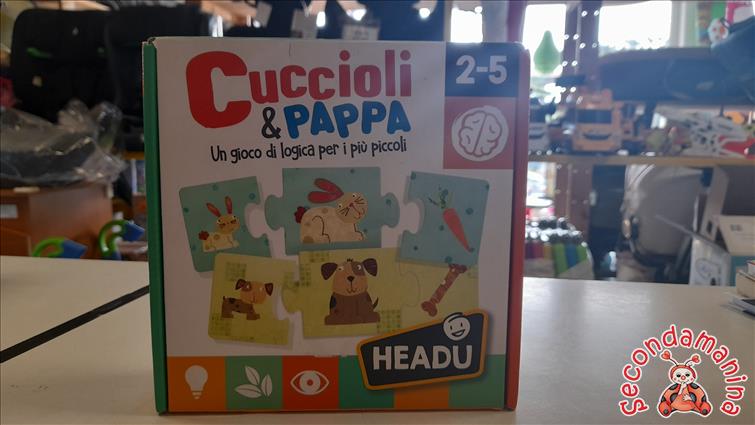 Cuccioli
& PAPPA
Un gioco di logica per i più piccoli
2-5
HEADU
Secondamanina